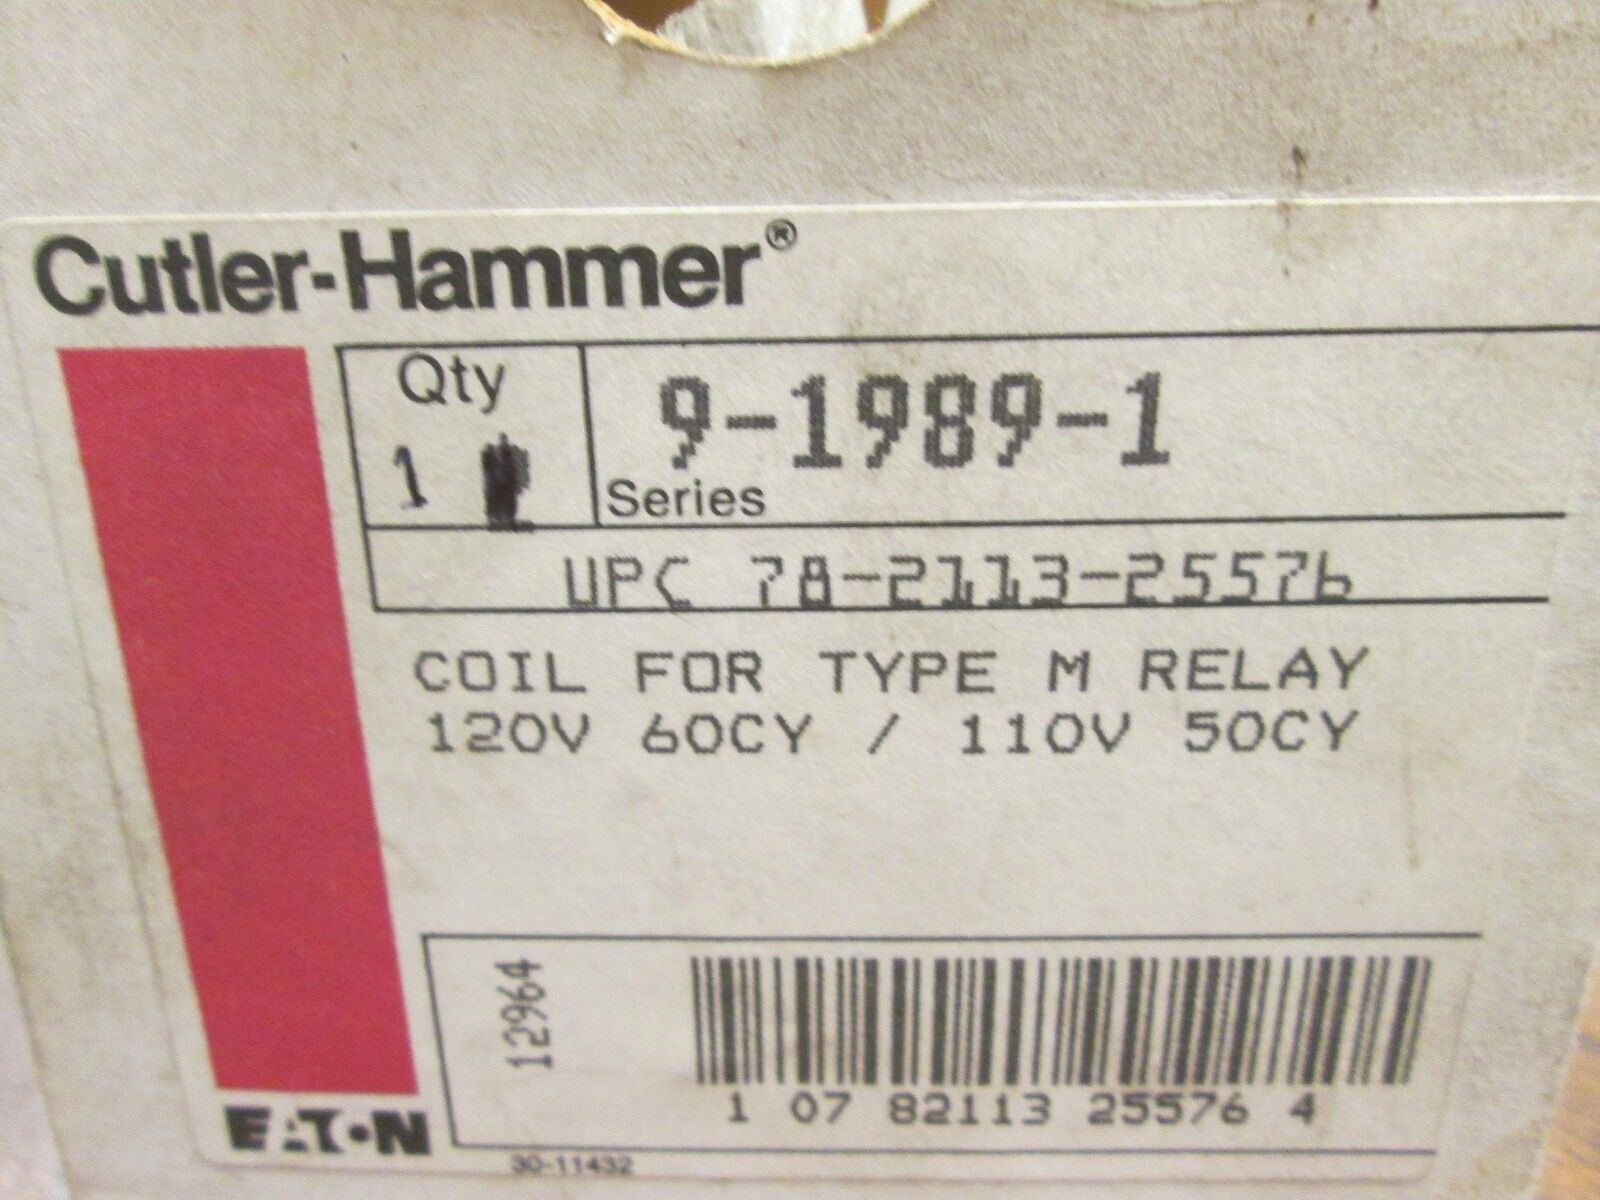 Cutler-Hammer®
Qty
1
9-1989-1
Series
UPC 78-2113-25576
COIL FOR TYPE M RELAY
120V 60CY / 110V 50CY
12964
1 07 82113 25576 4
EATON
30-11432